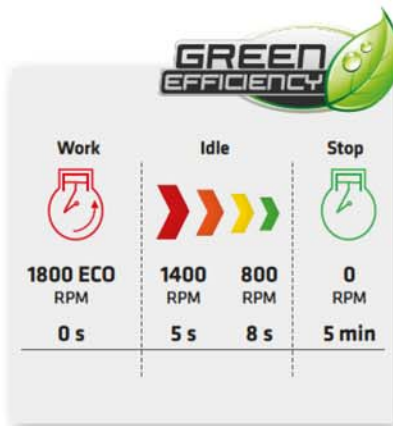 GREEN
EFFICIENCY
Work Idle Stop
1800 ECO 1400 800 0
RPM RPM RPM RPM
0 s 5 s 8 s 5 min